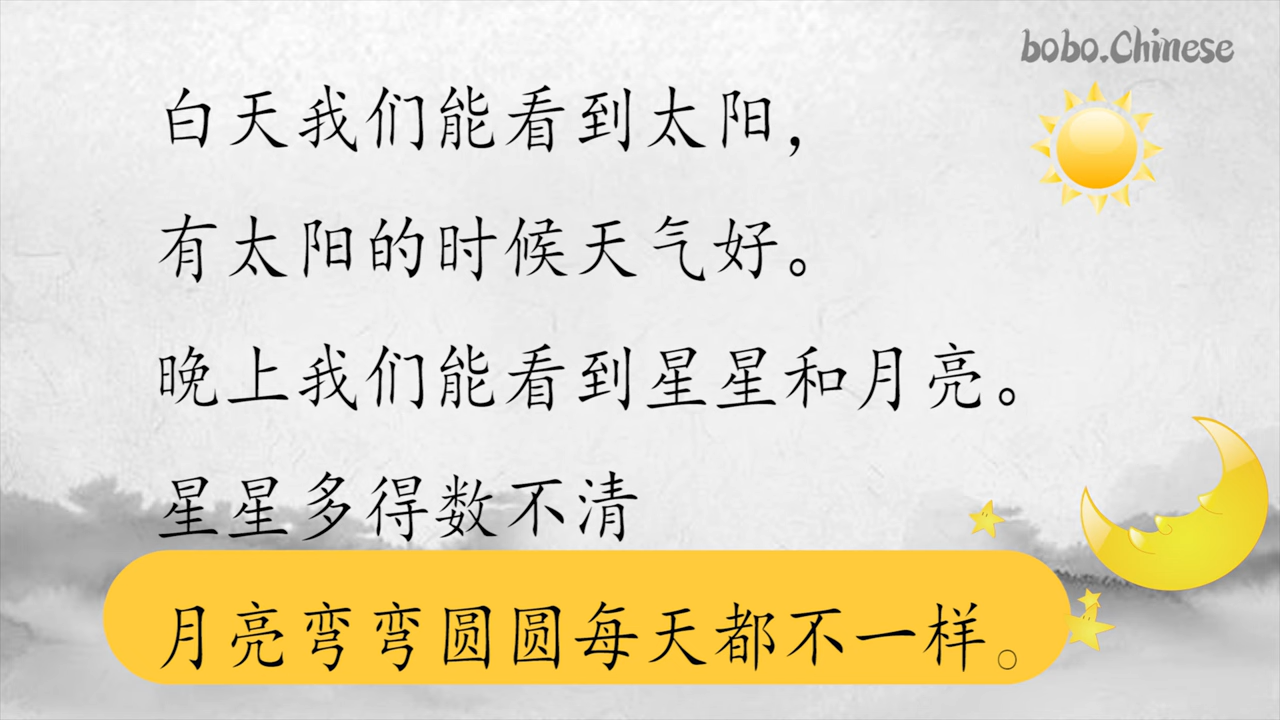 bobo.Chinese
白天我们能看到太阳，
有太阳的时候天气好。
晚上我们能看到星星和月亮。
星星多得数不清
月亮弯弯圆圆每天都不一样。